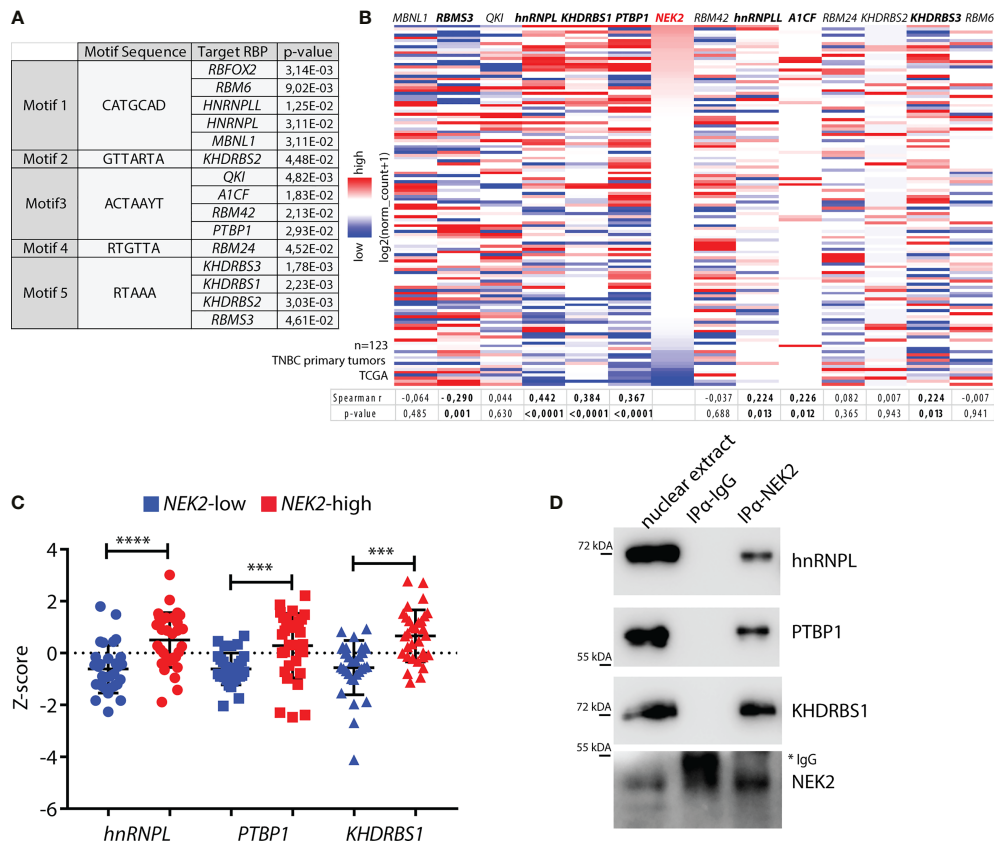 A
Motif Sequence Target RBP p-value
Motif 1 CATGCAD
RBFOX2 3,14E-03
RBM6 9,02E-03
HNRNPLL 1,25E-02
HNRNPL 3,11E-02
MBNL1 3,11E-02
Motif 2 GTTARTA KHDRBS2 4,48E-02
Motif3 ACTAAYT
QKI 4,82E-03
A1CF 1,83E-02
RBM42 2,13E-02
PTBP1 2,93E-02
Motif 4 RTGTTA RBM24 4,52E-02
Motif 5 RTAAA
KHDRBS3 1,78E-03
KHDRBS1 2,23E-03
KHDRBS2 3,03E-03
RBMS3 4,61E-02
B
MBNL1 RBMS3 QKI hnRNPL KHDRBS1 PTBP1 NEK2 RBM42 hnRNPLL A1CF RBM24 KHDRBS2 KHDRBS3 RBM6
high
low
log2(norm_count+1)
n=123
TNBC primary tumors
TCGA
Spearman r -0,064 -0,290 0,044 0,442 0,384 0,367 -0,037 0,224 0,226 0,082 0,007 0,224 -0,007
p-value 0,485 0,001 0,630 <0,0001 <0,0001 <0,0001 0,688 0,013 0,012 0,365 0,943 0,013 0,941
C
NEK2-low NEK2-high
Z-score
4
2
0
-2
-4
-6
**** *** ***
hnRNPL PTBP1 KHDRBS1
D
nuclear extract
IPα-IgG
IPα-NEK2
72 kDA
hnRNPL
PTBP1
55 kDA
72 kDA
KHDRBS1
55 kDA
* IgG
NEK2